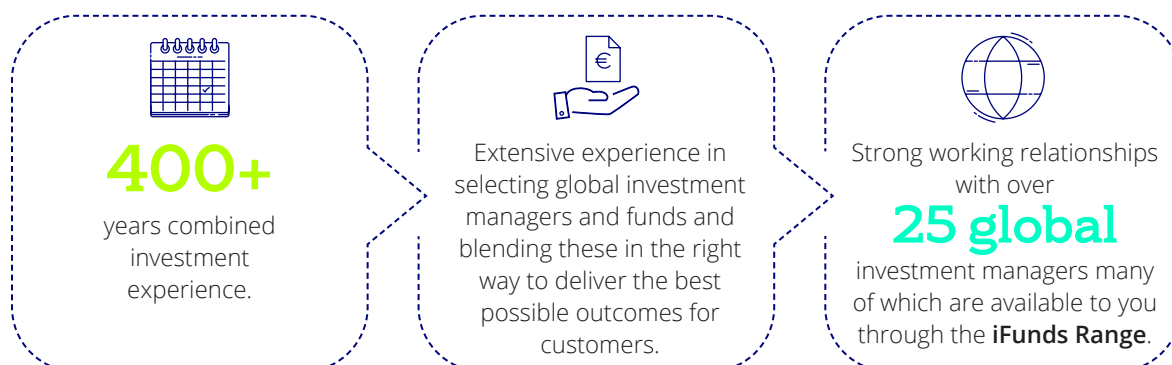 400+
years combined
investment
experience.
€
Extensive experience in
selecting global investment
managers and funds and
blending these in the right
way to deliver the best
possible outcomes for
customers.
Strong working relationships
with over
25 global
investment managers many
of which are available to you
through the iFunds Range.